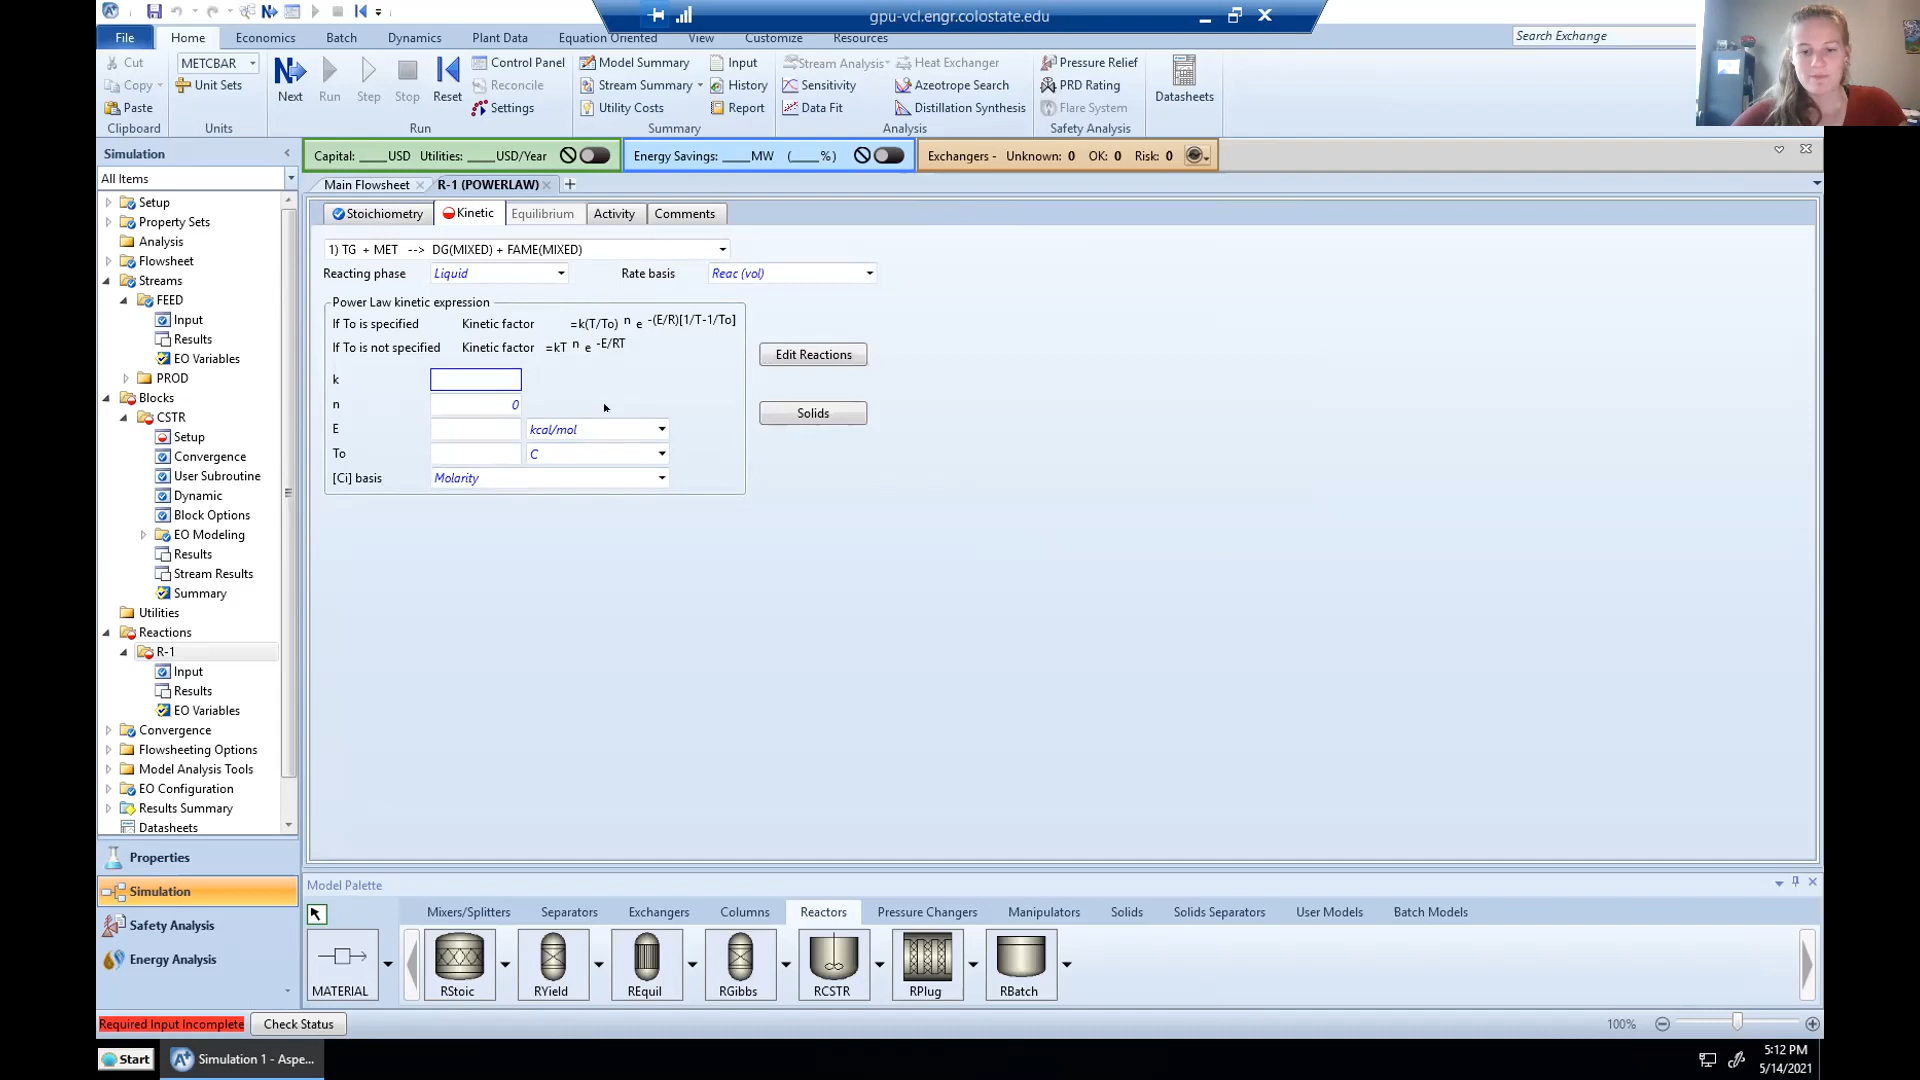 gpu-vcl.engr.colostate.edu
File Home Economics Batch Dynamics Plant Data Equation Oriented View Customize Resources Search Exchange
Cut METCBAR Control Panel Model Summary Input Stream Analysis Heat Exchanger Pressure Relief
Copy Unit Sets Next Run Step Stop Reset Reconcile Stream Summary History Sensitivity Azeotrope Search PRD Rating Datasheets
Paste Settings Utility Costs Report Data Fit Distillation Synthesis Flare System
Clipboard Units Run Summary Analysis Safety Analysis
Simulation Capital: ____USD Utilities: ____USD/Year Energy Savings: ____MW (____%) Exchangers - Unknown: 0 OK: 0 Risk: 0
All Items Main Flowsheet R-1 (POWERLAW)
Setup
Property Sets
Analysis
Flowsheet
Streams
FEED
Input
Results
EO Variables
PROD
Blocks
CSTR
Setup
Convergence
User Subroutine
Dynamic
Block Options
EO Modeling
Results
Stream Results
Summary
Utilities
Reactions
R-1
Input
Results
EO Variables
Convergence
Flowsheeting Options
Model Analysis Tools
EO Configuration
Results Summary
Datasheets
Properties
Simulation
Safety Analysis
Energy Analysis
Stoichiometry Kinetic Equilibrium Activity Comments
1) TG + MET --> DG(MIXED) + FAME(MIXED)
Reacting phase Liquid Rate basis Reac (vol)
Power Law kinetic expression
If To is specified Kinetic factor =k(T/To) n e -(E/R)[1/T-1/To]
If To is not specified Kinetic factor =kT n e -E/RT
Edit Reactions
k
n 0
Solids
E kcal/mol
To C
[Ci] basis Molarity
Model Palette
Mixers/Splitters Separators Exchangers Columns Reactors Pressure Changers Manipulators Solids Solids Separators User Models Batch Models
MATERIAL RStoic RYield REquil RGibbs RCSTR RPlug RBatch
Required Input Incomplete Check Status 100%
Start Simulation 1 - Aspe... 5:12 PM
5/14/2021